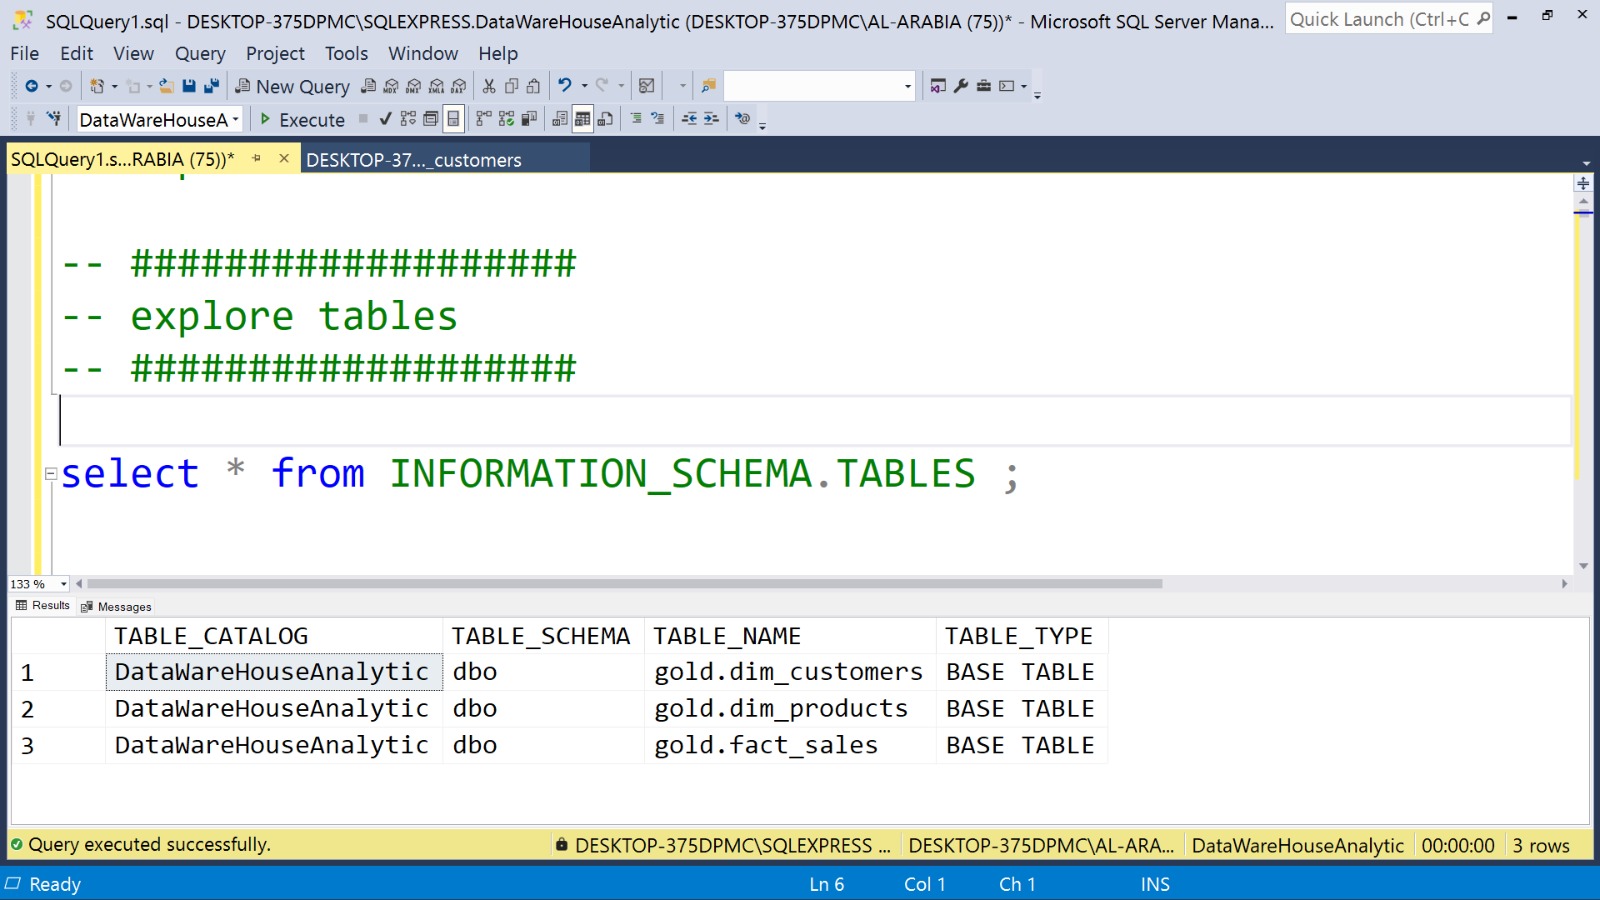 SQLQuery1.sql - DESKTOP-375DPMC\SQLEXPRESS.DataWareHouseAnalytic (DESKTOP-375DPMC\AL-ARABIA (75))* - Microsoft SQL Server Mana...
Quick Launch (Ctrl+C
File Edit View Query Project Tools Window Help
New Query
DataWareHouseA Execute
SQLQuery1.s...RABIA (75))* DESKTOP-37..._customers
-- ###################
-- explore tables
-- ###################
select * from INFORMATION_SCHEMA.TABLES ;
133 %
Results Messages
TABLE_CATALOG TABLE_SCHEMA TABLE_NAME TABLE_TYPE
1 DataWareHouseAnalytic dbo gold.dim_customers BASE TABLE
2 DataWareHouseAnalytic dbo gold.dim_products BASE TABLE
3 DataWareHouseAnalytic dbo gold.fact_sales BASE TABLE
Query executed successfully. DESKTOP-375DPMC\SQLEXPRESS ... DESKTOP-375DPMC\AL-ARA... DataWareHouseAnalytic 00:00:00 3 rows
Ready Ln 6 Col 1 Ch 1 INS